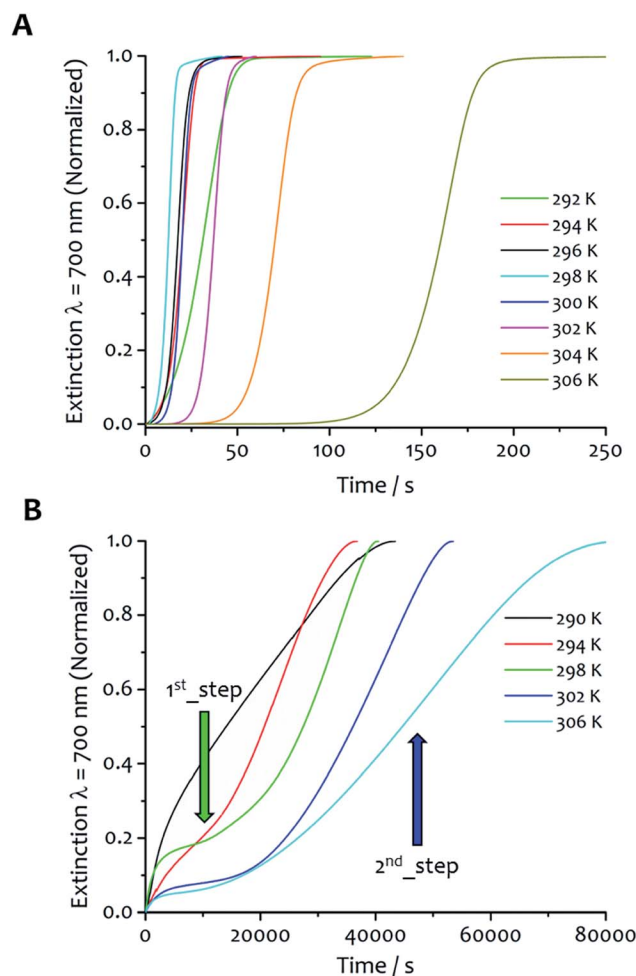 A
Extinction λ = 700 nm (Normalized)
1.0
0.8
0.6
0.4
0.2
0.0
292 K
294 K
296 K
298 K
300 K
302 K
304 K
306 K
0 50 100 150 200 250
Time / s
B
Extinction λ = 700 nm (Normalized)
1.0
0.8
0.6
0.4
0.2
0.0
290 K
294 K
298 K
302 K
306 K
1st_step
2nd_step
0 20000 40000 60000 80000
Time / s